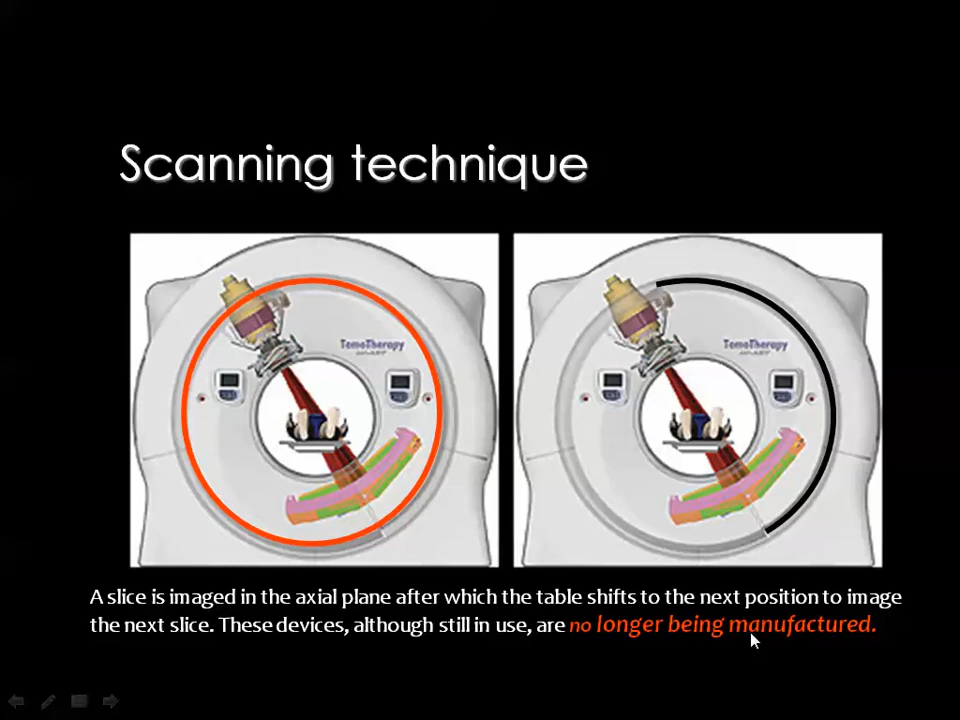 Scanning technique
TomoTherapy
TomoTherapy
A slice is imaged in the axial plane after which the table shifts to the next position to image
the next slice. These devices, although still in use, are no longer being manufactured.